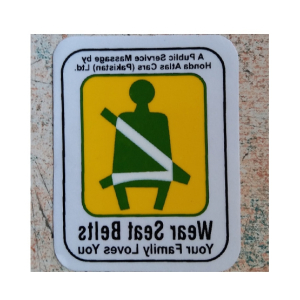 A Public Service Massage by
Honda Atlas Cars (Pakistan) Ltd.
Wear Seat Belts
Your Family Loves You